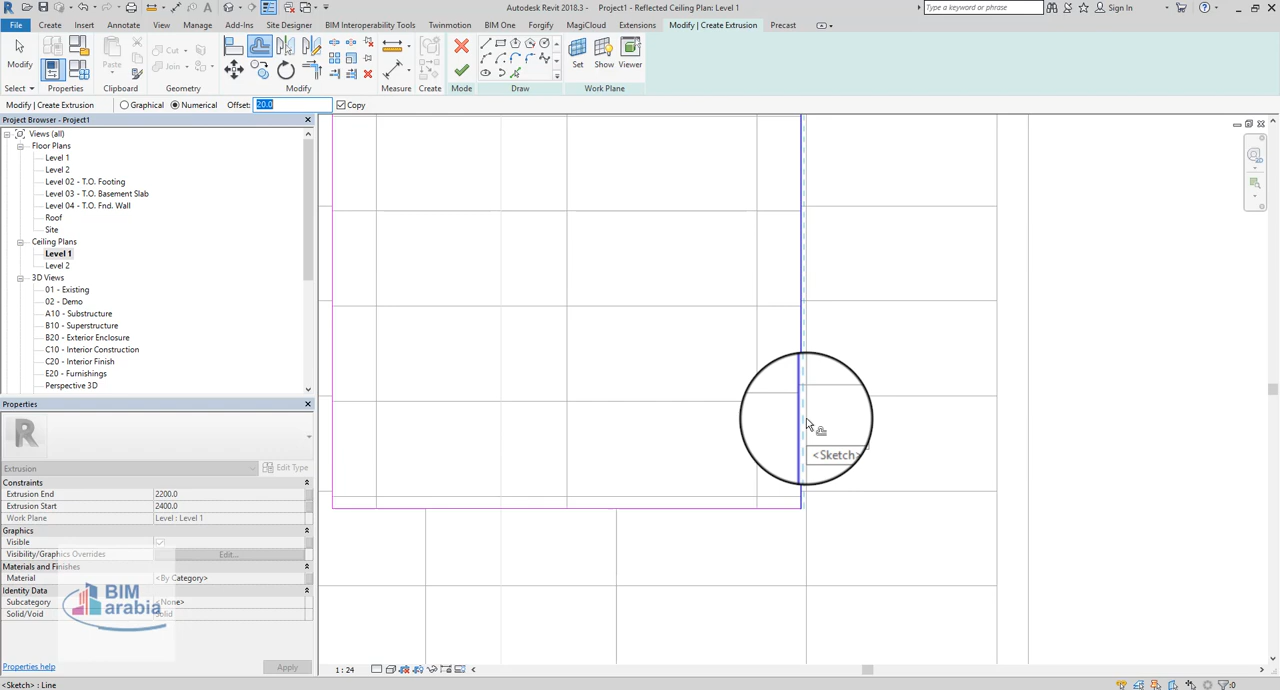 Autodesk Revit 2018.3 - Project1 - Reflected Ceiling Plan: Level 1
Type a keyword or phrase
Sign In
File Create Insert Annotate View Manage Add-Ins Site Designer BIM Interoperability Tools Twinmotion BIM One Forgify MagiCloud Extensions Modify | Create Extrusion Precast
Modify
Paste
Cut
Join
Create
Set Show Viewer
Select Properties Clipboard Geometry Modify Measure Create Mode Draw Work Plane
Modify | Create Extrusion Graphical Numerical Offset: 20.0 Copy
Project Browser - Project1
Views (all)
Floor Plans
Level 1
Level 2
Level 02 - T.O. Footing
Level 03 - T.O. Basement Slab
Level 04 - T.O. Fnd. Wall
Roof
Site
Ceiling Plans
Level 1
Level 2
3D Views
01 - Existing
02 - Demo
A10 - Substructure
B10 - Superstructure
B20 - Exterior Enclosure
C10 - Interior Construction
C20 - Interior Finish
E20 - Furnishings
Perspective 3D
<Sketch>
Properties
Extrusion
Edit Type
Constraints
Extrusion End 2200.0
Extrusion Start 2400.0
Work Plane Level : Level 1
Graphics
Visible
Visibility/Graphics Overrides Edit...
Materials and Finishes
Material <By Category>
Identity Data
Subcategory <None>
Solid/Void Solid
BIM
arabia
Properties help
Apply
1 : 24
<Sketch> : Line
:0